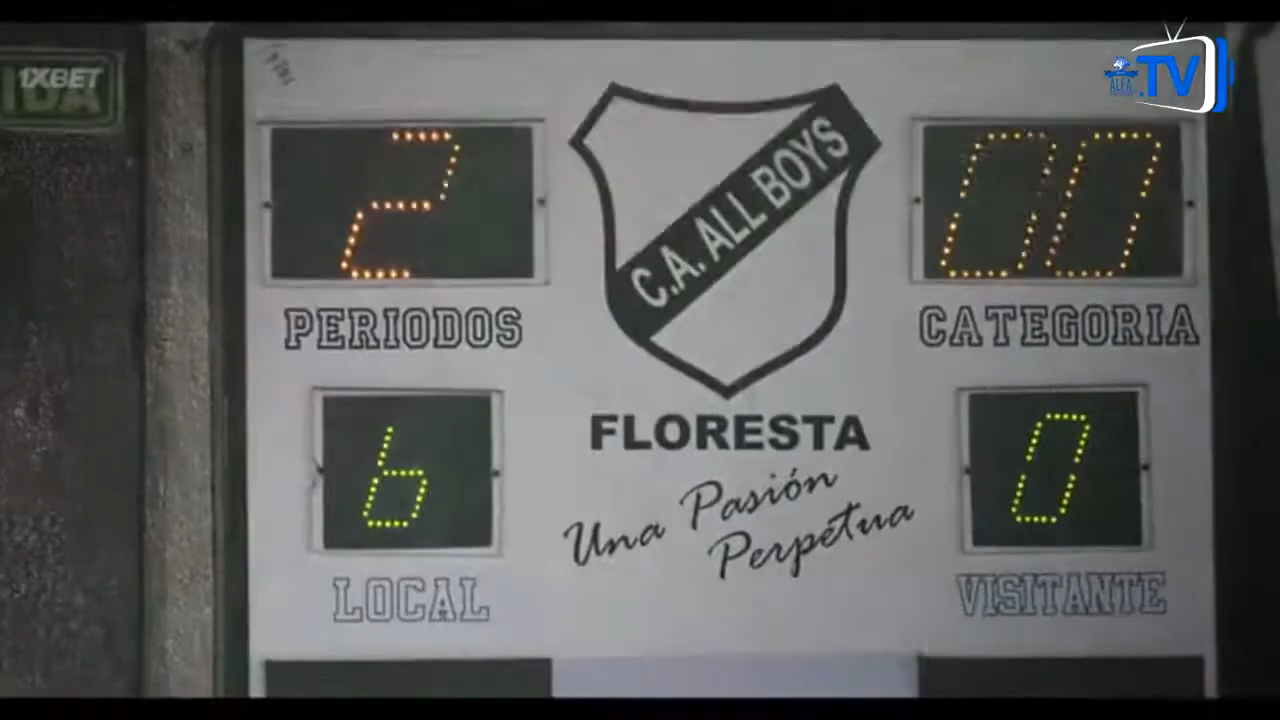 1XBET
ALFA
.TV
2
00
C.A. ALL BOYS
PERIODOS
CATEGORIA
6
0
FLORESTA
Una Pasión
Perpetua
LOCAL
VISITANTE